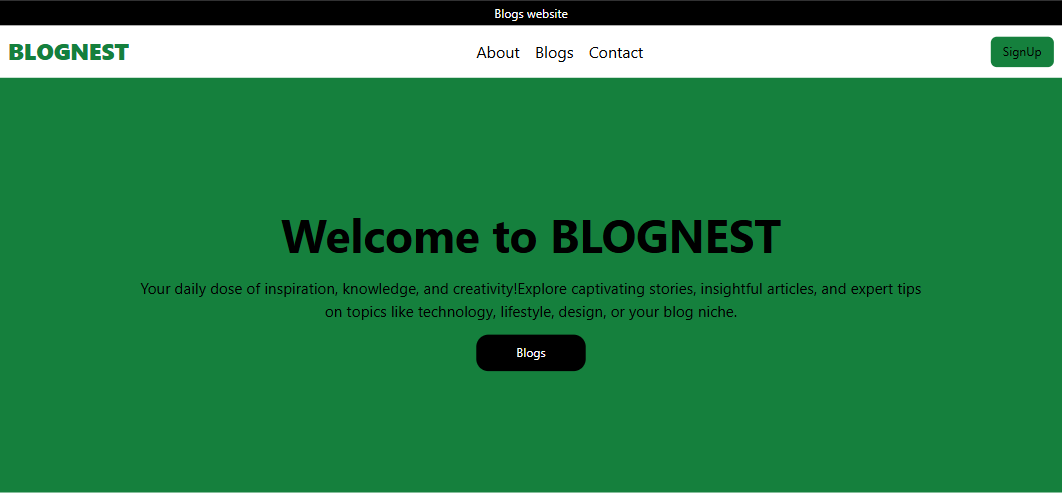 Blogs website
BLOGNEST
About Blogs Contact
SignUp
Welcome to BLOGNEST
Your daily dose of inspiration, knowledge, and creativity!Explore captivating stories, insightful articles, and expert tips
on topics like technology, lifestyle, design, or your blog niche.
Blogs